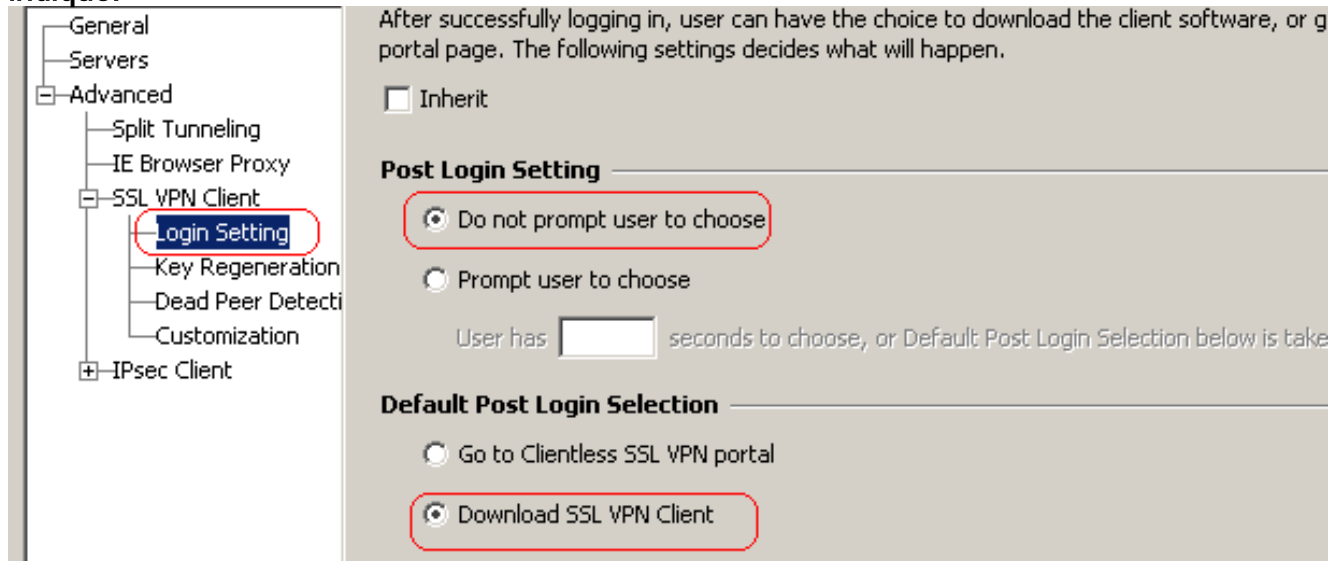 General
Servers
Advanced
Split Tunneling
IE Browser Proxy
SSL VPN Client
Login Setting
Key Regeneration
Dead Peer Detecti
Customization
IPsec Client
After successfully logging in, user can have the choice to download the client software, or g
portal page. The following settings decides what will happen.
Inherit
Post Login Setting
Do not prompt user to choose
Prompt user to choose
User has seconds to choose, or Default Post Login Selection below is take
Default Post Login Selection
Go to Clientless SSL VPN portal
Download SSL VPN Client